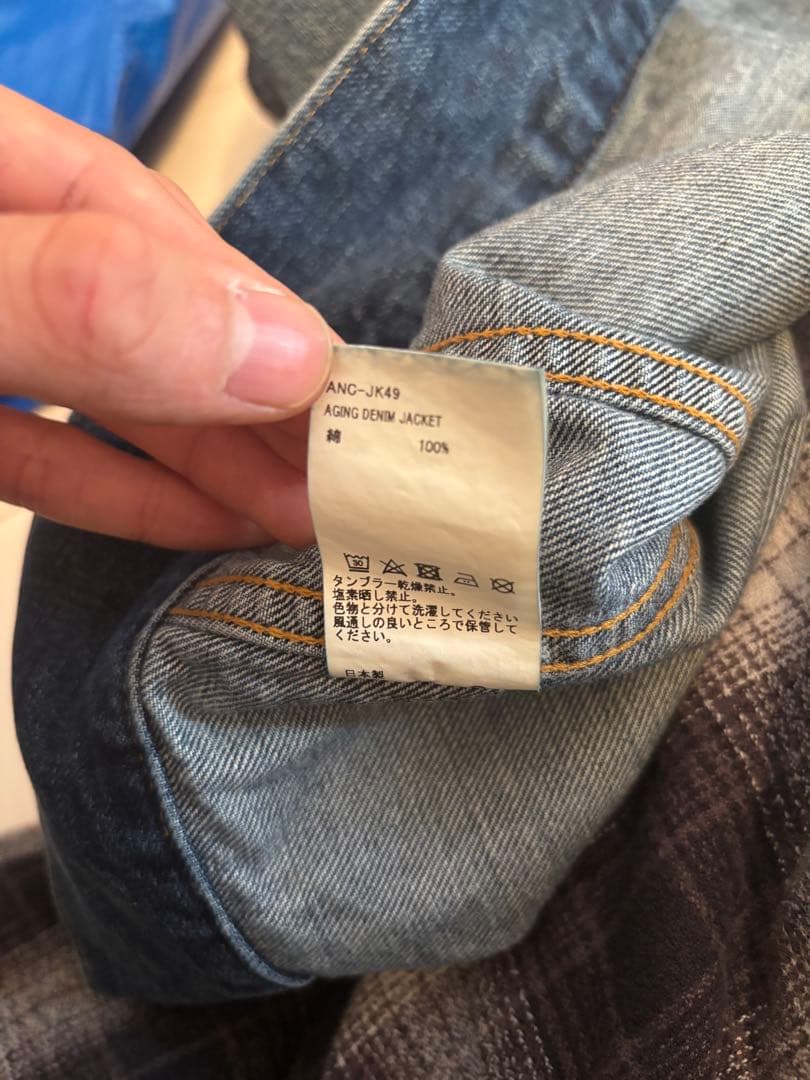 ANC-JK49
AGING DENIM JACKET
綿 100%
30
タンブラー乾燥禁止。
塩素晒し禁止。
色物と分けて洗濯してください
風通しの良いところで保管して
ください。
日本製